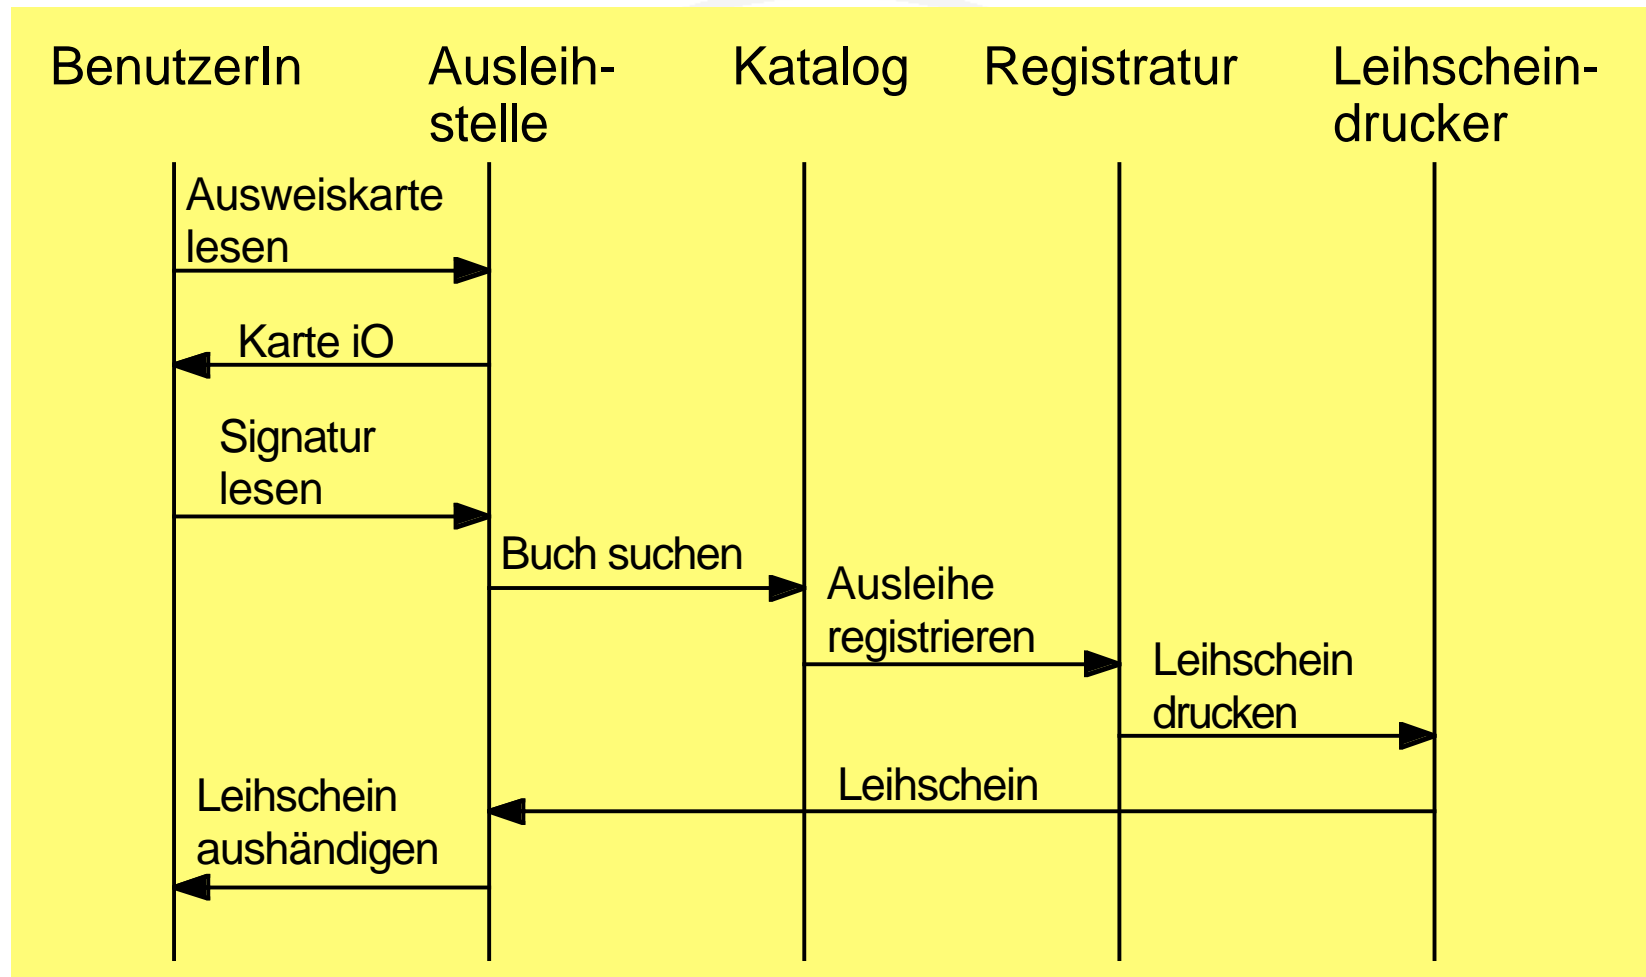 BenutzerIn
Ausleih-
stelle
Katalog
Registratur
Leihschein-
drucker
Ausweiskarte
lesen
Karte iO
Signatur
lesen
Buch suchen
Ausleihe
registrieren
Leihschein
drucken
Leihschein
Leihschein
aushändigen